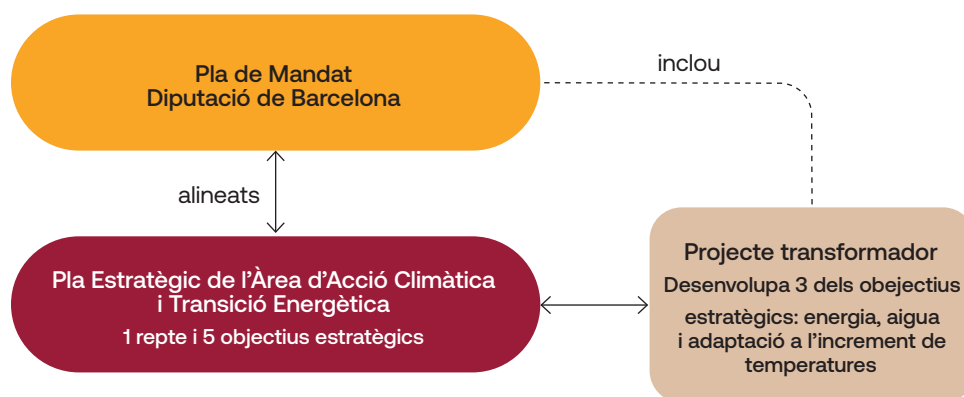 Pla de Mandat
Diputació de Barcelona
inclou
alineats
Pla Estratègic de l'Àrea d'Acció Climàtica
i Transició Energètica
1 repte i 5 objectius estratègics
Projecte transformador
Desenvolupa 3 dels obejectius
estratègics: energia, aigua
i adaptació a l'increment de
temperatures